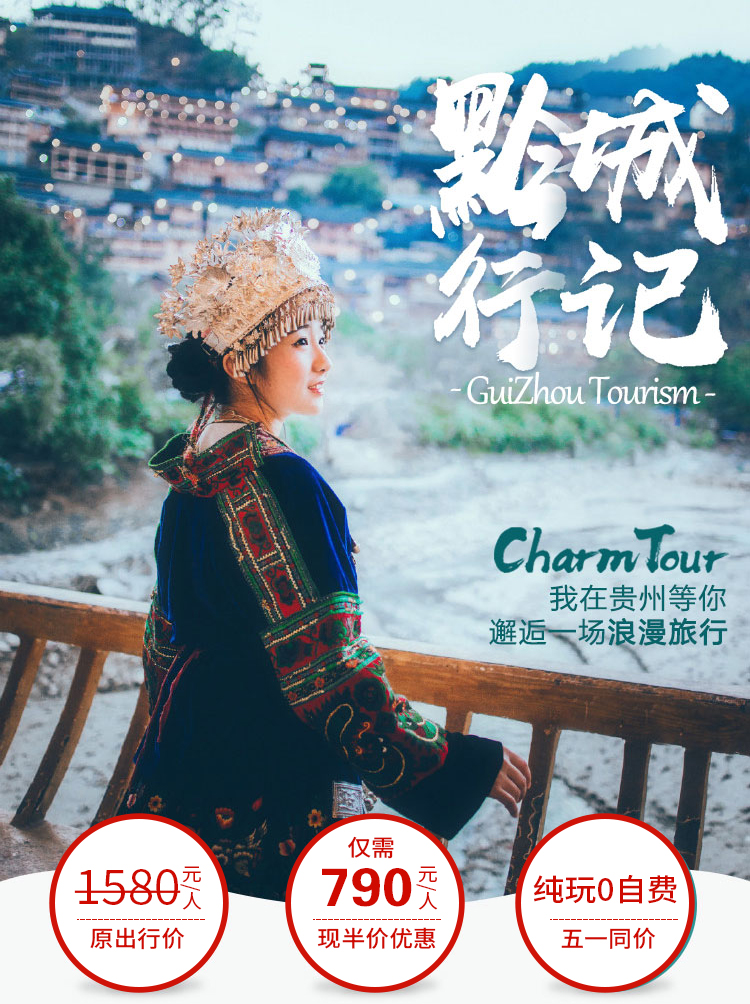 黔城
行记
- GuiZhou Tourism -
Charm Tour
我在贵州等你
邂逅一场浪漫旅行
1580元/人
原出行价
仅需
790元/人
现半价优惠
纯玩0自费
五一同价